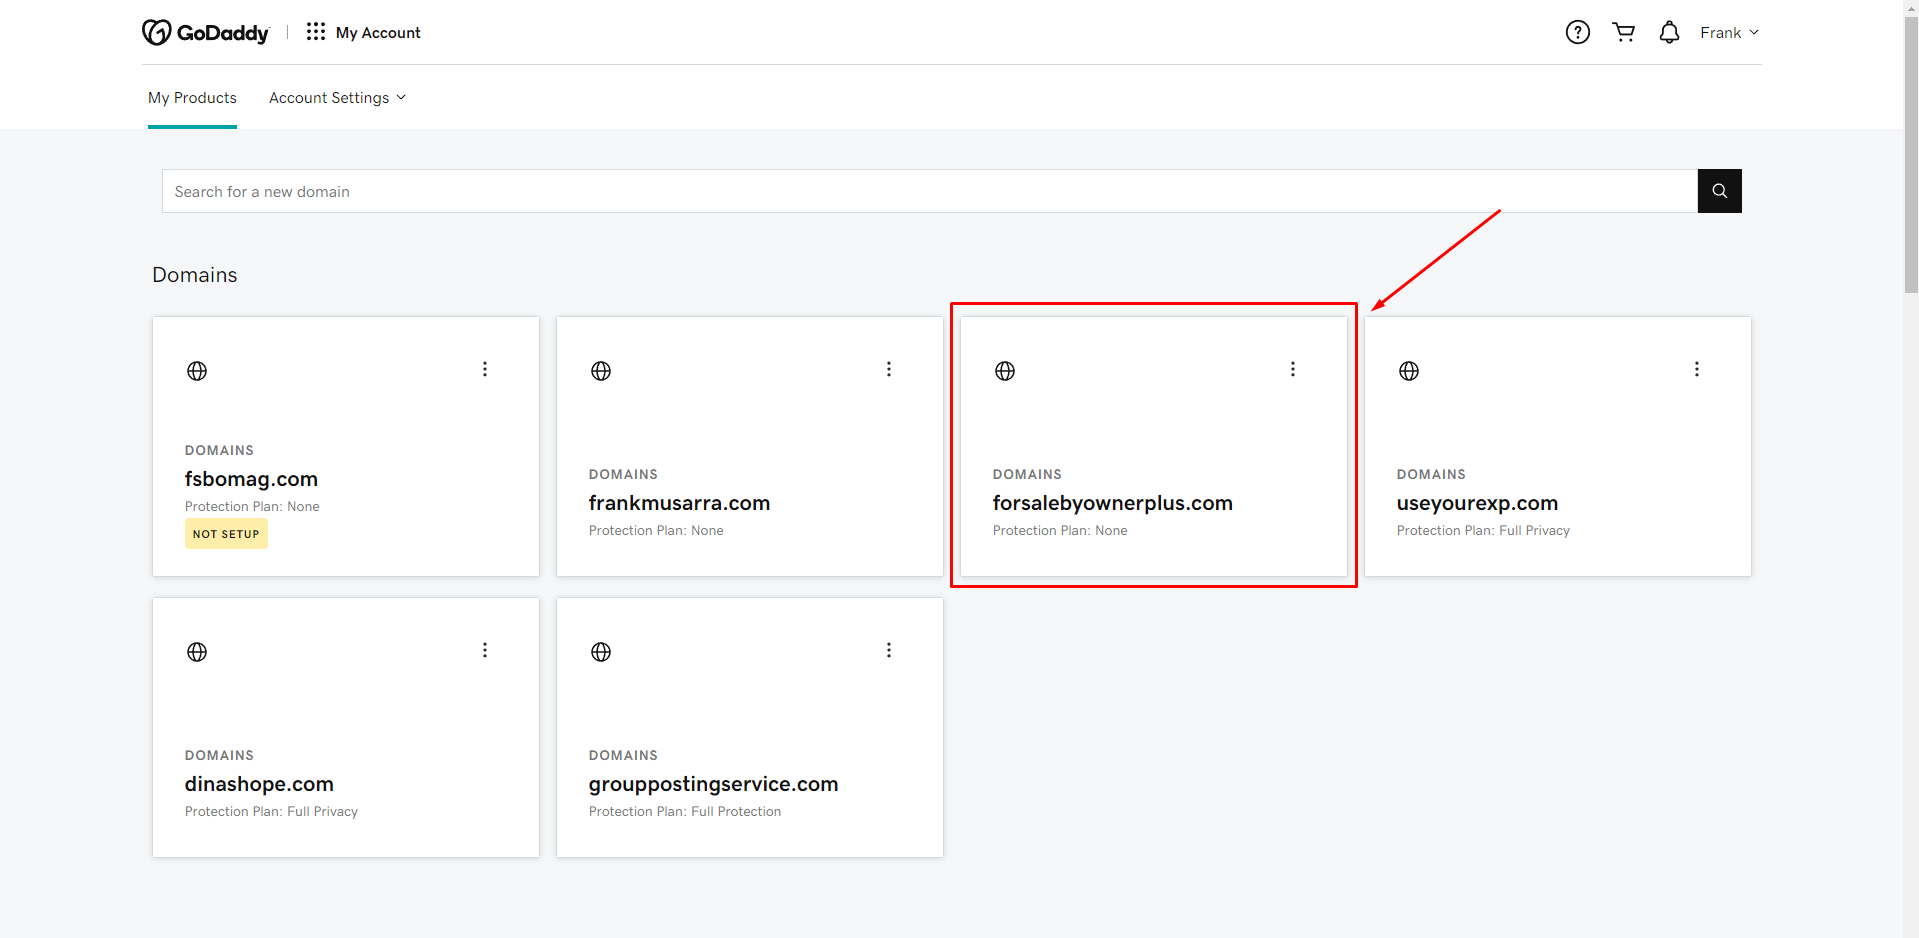 GoDaddy
My Account
Frank
My Products
Account Settings
Search for a new domain
Domains
DOMAINS
fsbomag.com
Protection Plan: None
NOT SETUP
DOMAINS
frankmusarra.com
Protection Plan: None
DOMAINS
forsalebyownerplus.com
Protection Plan: None
DOMAINS
useyourexp.com
Protection Plan: Full Privacy
DOMAINS
dinashope.com
Protection Plan: Full Privacy
DOMAINS
grouppostingservice.com
Protection Plan: Full Protection